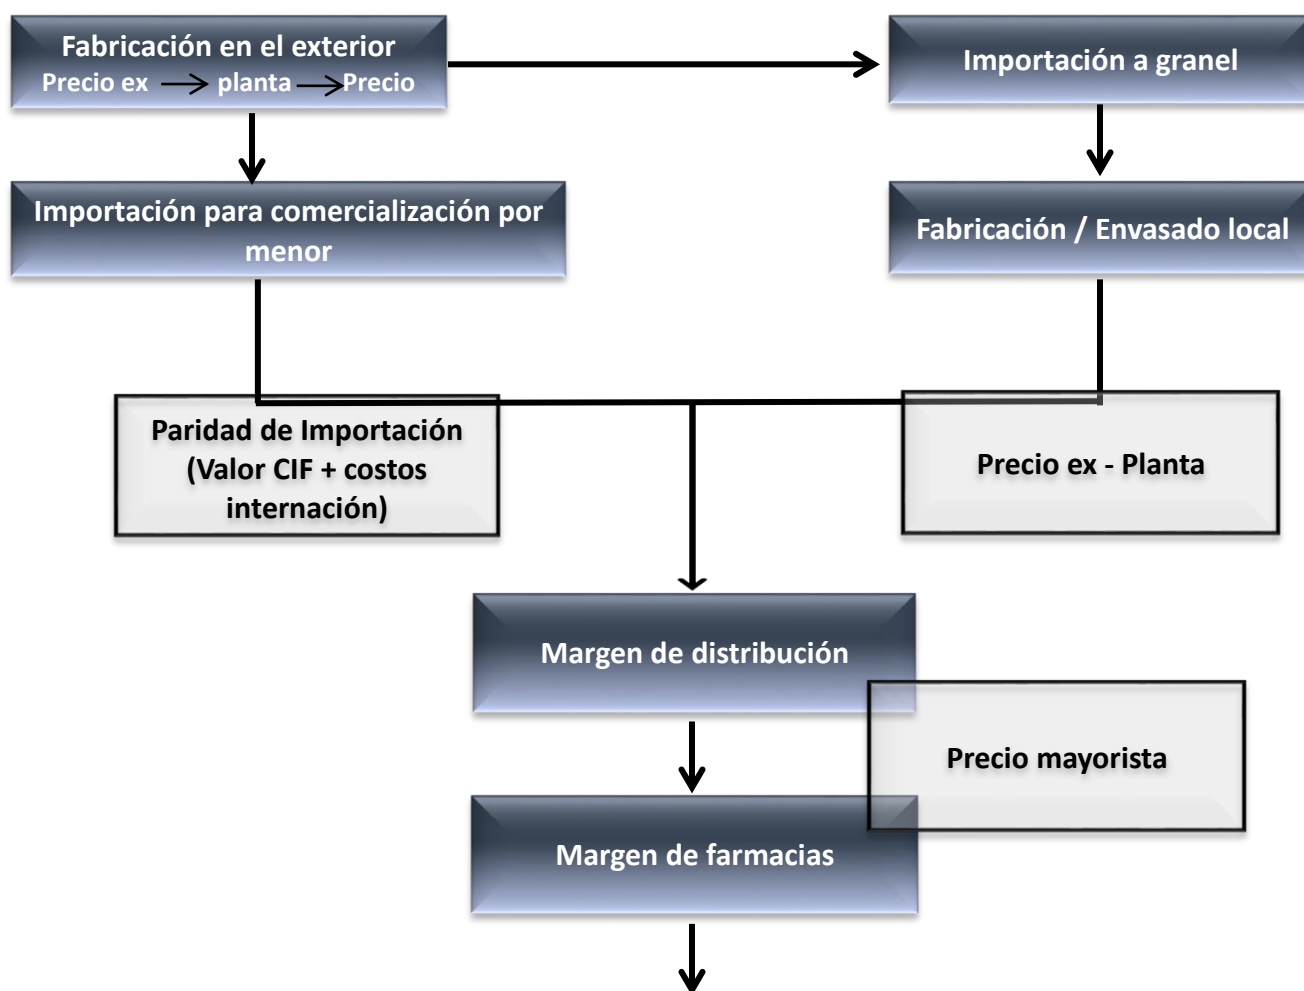 Fabricación en el exterior
Precio ex → planta → Precio
Importación a granel
Importación para comercialización por
menor
Fabricación / Envasado local
Paridad de Importación
(Valor CIF + costos
internación)
Precio ex - Planta
Margen de distribución
Precio mayorista
Margen de farmacias